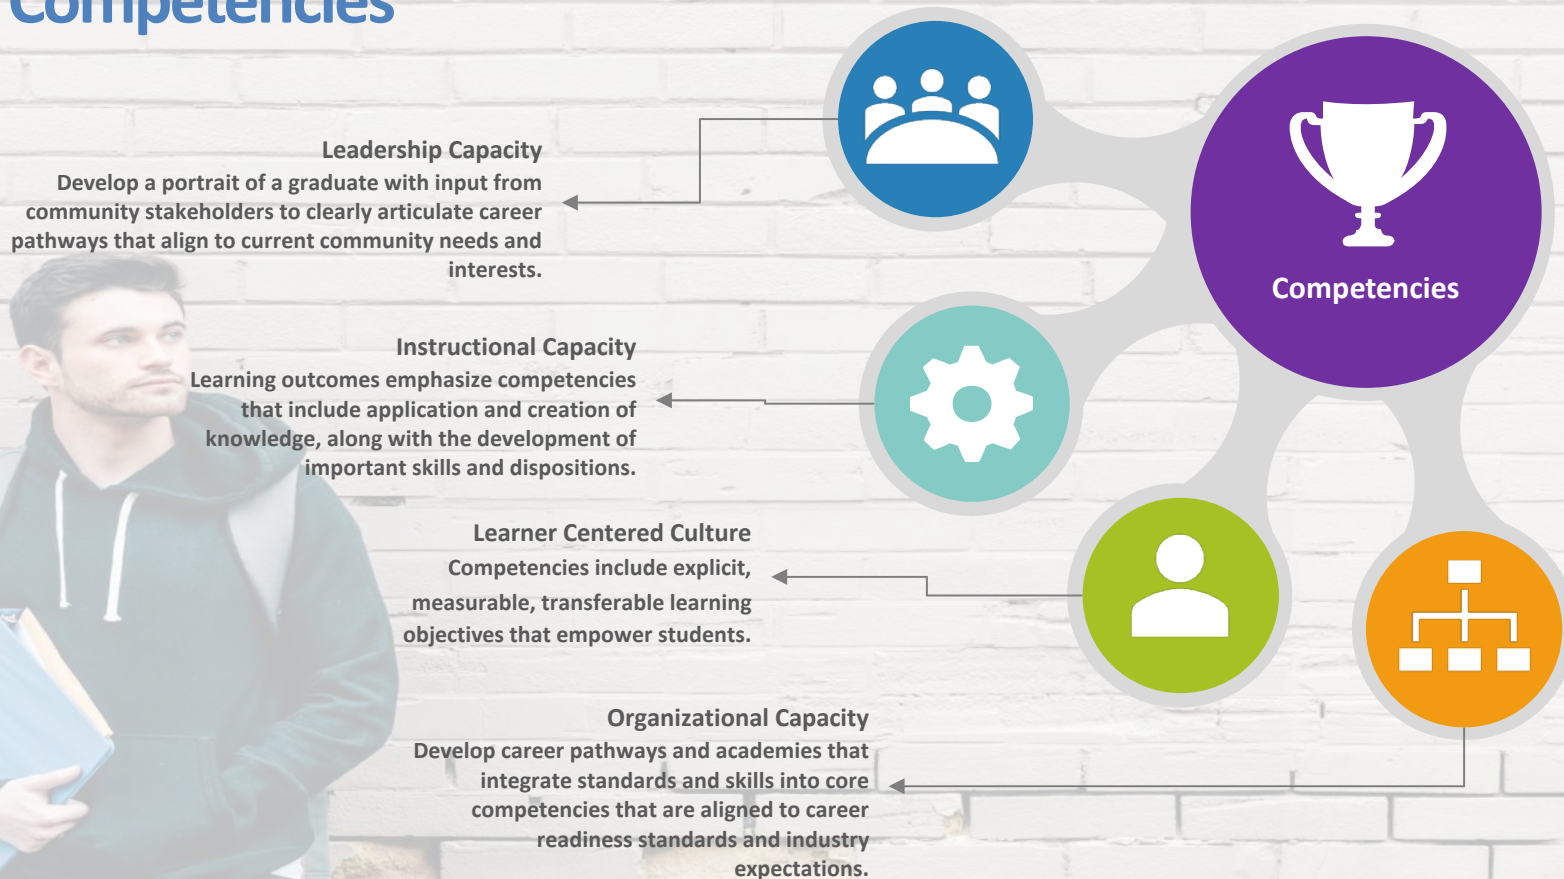 Competencies
Leadership Capacity
Develop a portrait of a graduate with input from
community stakeholders to clearly articulate career
pathways that align to current community needs and
interests.
Competencies
Instructional Capacity
Learning outcomes emphasize competencies
that include application and creation of
knowledge, along with the development of
important skills and dispositions.
Learner Centered Culture
Competencies include explicit,
measurable, transferable learning
objectives that empower students.
Organizational Capacity
Develop career pathways and academies that
integrate standards and skills into core
competencies that are aligned to career
readiness standards and industry
expectations.